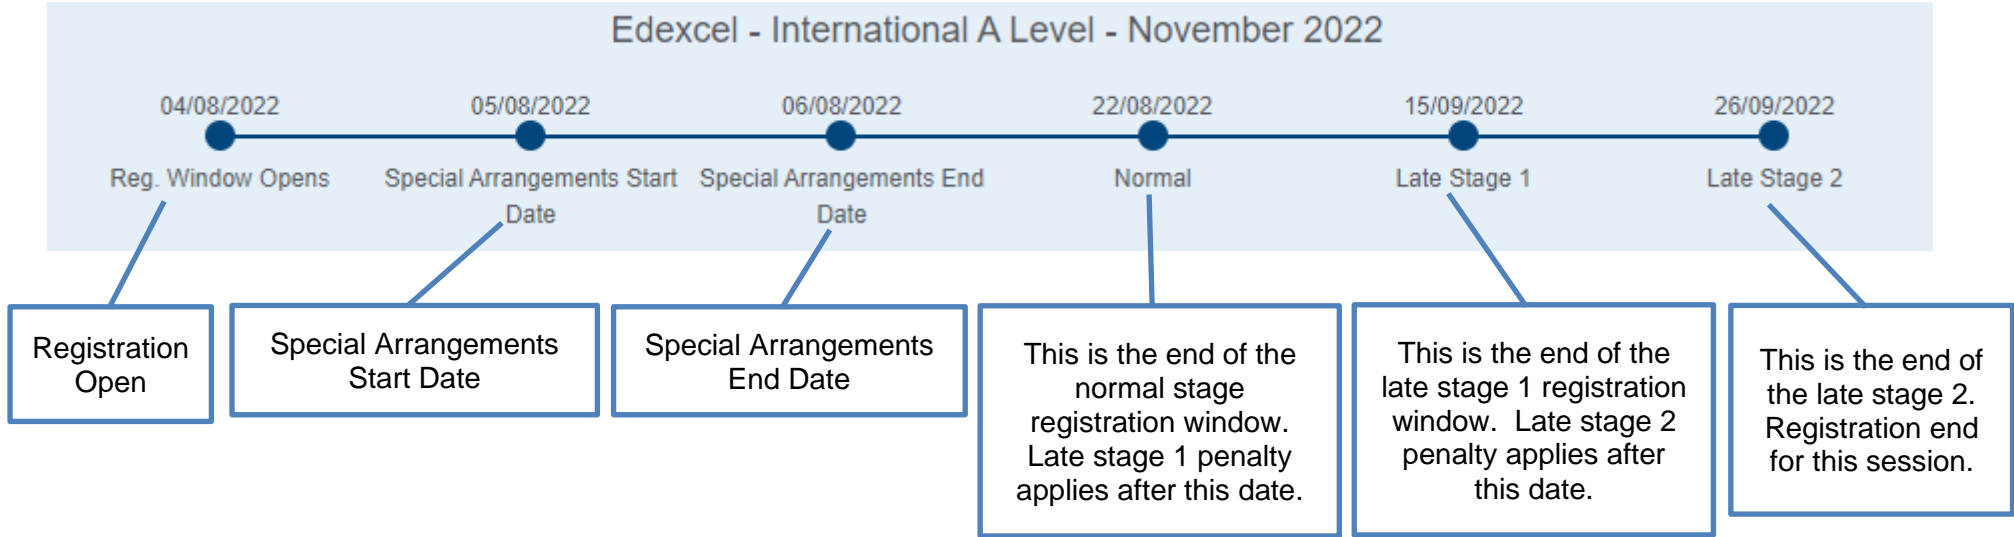 Edexcel - International A Level - November 2022
04/08/2022
05/08/2022
06/08/2022
22/08/2022
15/09/2022
26/09/2022
Reg. Window Opens
Special Arrangements Start
Date
Special Arrangements End
Date
Normal
Late Stage 1
Late Stage 2
Registration
Open
Special Arrangements
Start Date
Special Arrangements
End Date
This is the end of the
normal stage
registration window.
Late stage 1 penalty
applies after this date.
This is the end of the
late stage 1 registration
window.  Late stage 2
penalty applies after
this date.
This is the end of
the late stage 2.
Registration end
for this session.